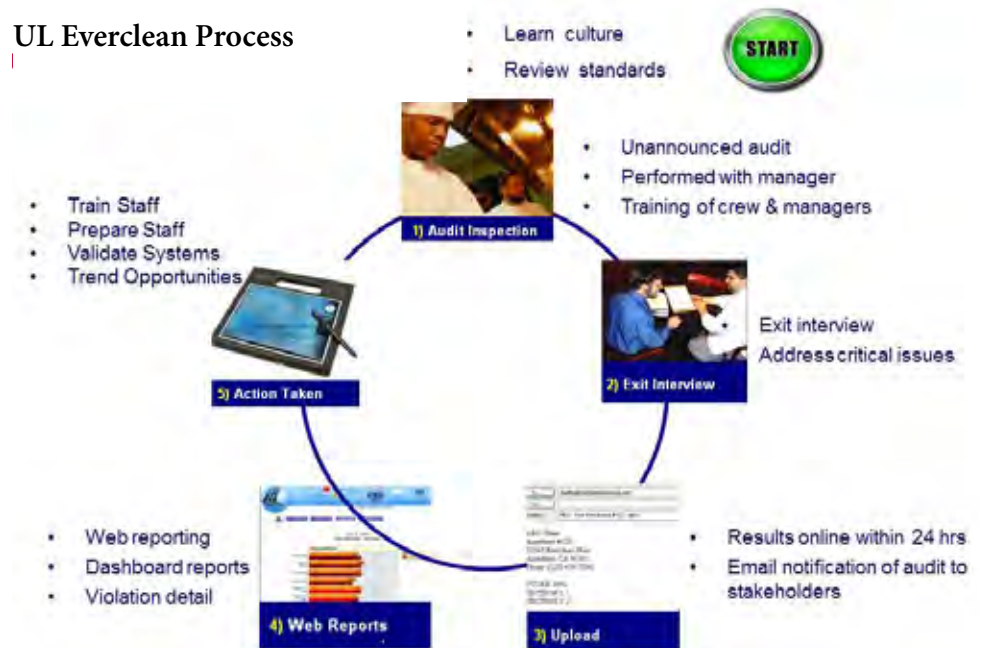 UL Everclean Process
• Learn culture
• Review standards
START
1) Audit Inspection
• Unannounced audit
• Performed with manager
• Training of crew & managers
2) Exit Interview
Exit interview
Address critical issues
3) Upload
• Results online within 24 hrs
• Email notification of audit to
stakeholders
4) Web Reports
• Web reporting
• Dashboard reports
• Violation detail
5) Action Taken
• Train Staff
• Prepare Staff
• Validate Systems
• Trend Opportunities